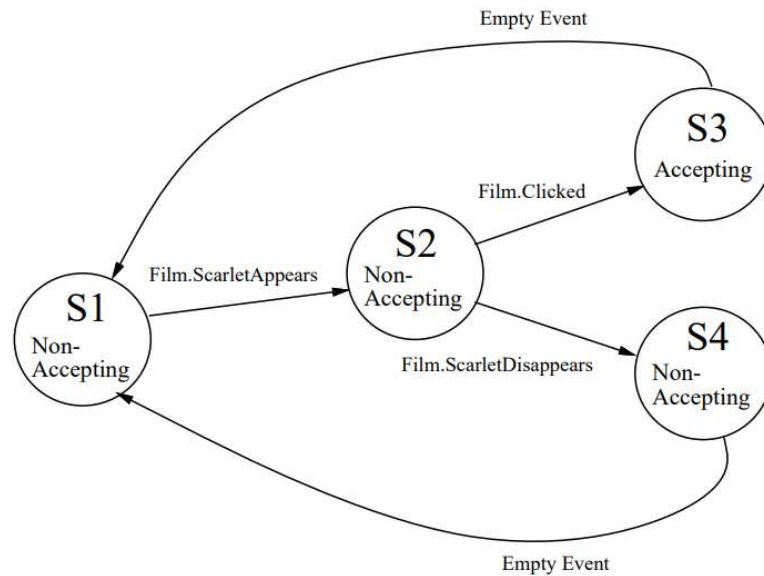 Empty Event
S3
Accepting
Film.Clicked
S2
Non-
Accepting
Film.ScarletAppears
S1
Non-
Accepting
S4
Non-
Accepting
Film.ScarletDisappears
Empty Event